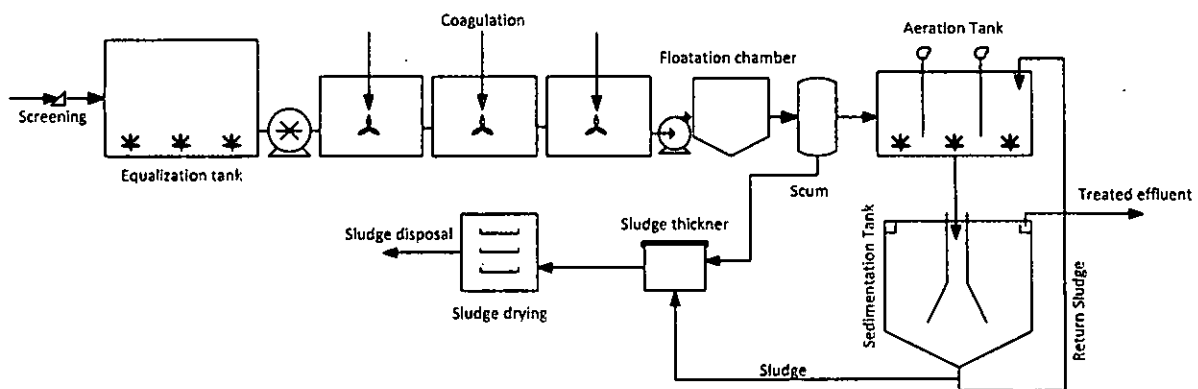 Coagulation
Aeration Tank
Floatation chamber
Screening
Equalization tank
Scum
Treated effluent
Sludge thickner
Sludge disposal
Sedimentation Tank
Return Sludge
Sludge drying
Sludge